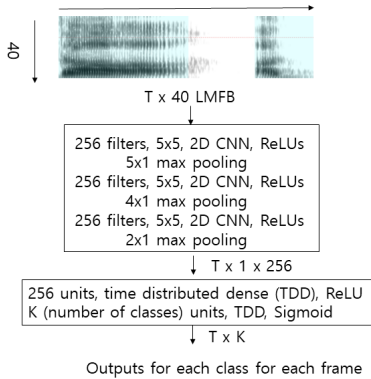 40
T x 40 LMFB
256 filters, 5x5, 2D CNN, ReLUs
5x1 max pooling
256 filters, 5x5, 2D CNN, ReLUs
4x1 max pooling
256 filters, 5x5, 2D CNN, ReLUs
2x1 max pooling
T x 1 x 256
256 units, time distributed dense (TDD), ReLU
K (number of classes) units, TDD, Sigmoid
T x K
Outputs for each class for each frame